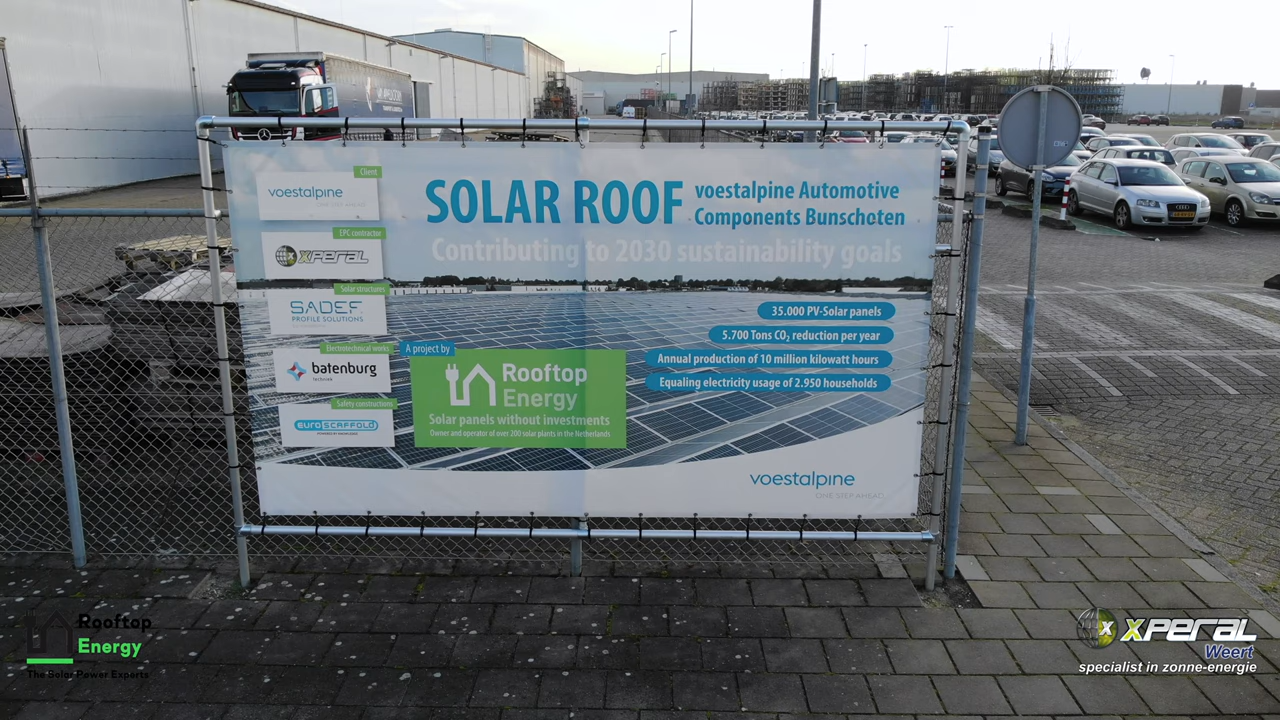 Client
voestalpine
ONE STEP AHEAD.
EPC contractor
XPERAL
Solar structures
SADEF
PROFILE SOLUTIONS
Electrotechnical works
batenburg
techniek
Safety constructions
euroSCAFFOLD
SOLAR ROOF
voestalpine Automotive
Components Bunschoten
Contributing to 2030 sustainability goals
35.000 PV-Solar panels
5.700 Tons CO₂ reduction per year
Annual production of 10 million kilowatt hours
Equaling electricity usage of 2.950 households
A project by
Rooftop
Energy
Solar panels without investments
Owner and operator of over 200 solar plants in the Netherlands
voestalpine
ONE STEP AHEAD.
Rooftop
Energy
The Solar Power Experts
XPERAL
Weert
specialist in zonne-energie